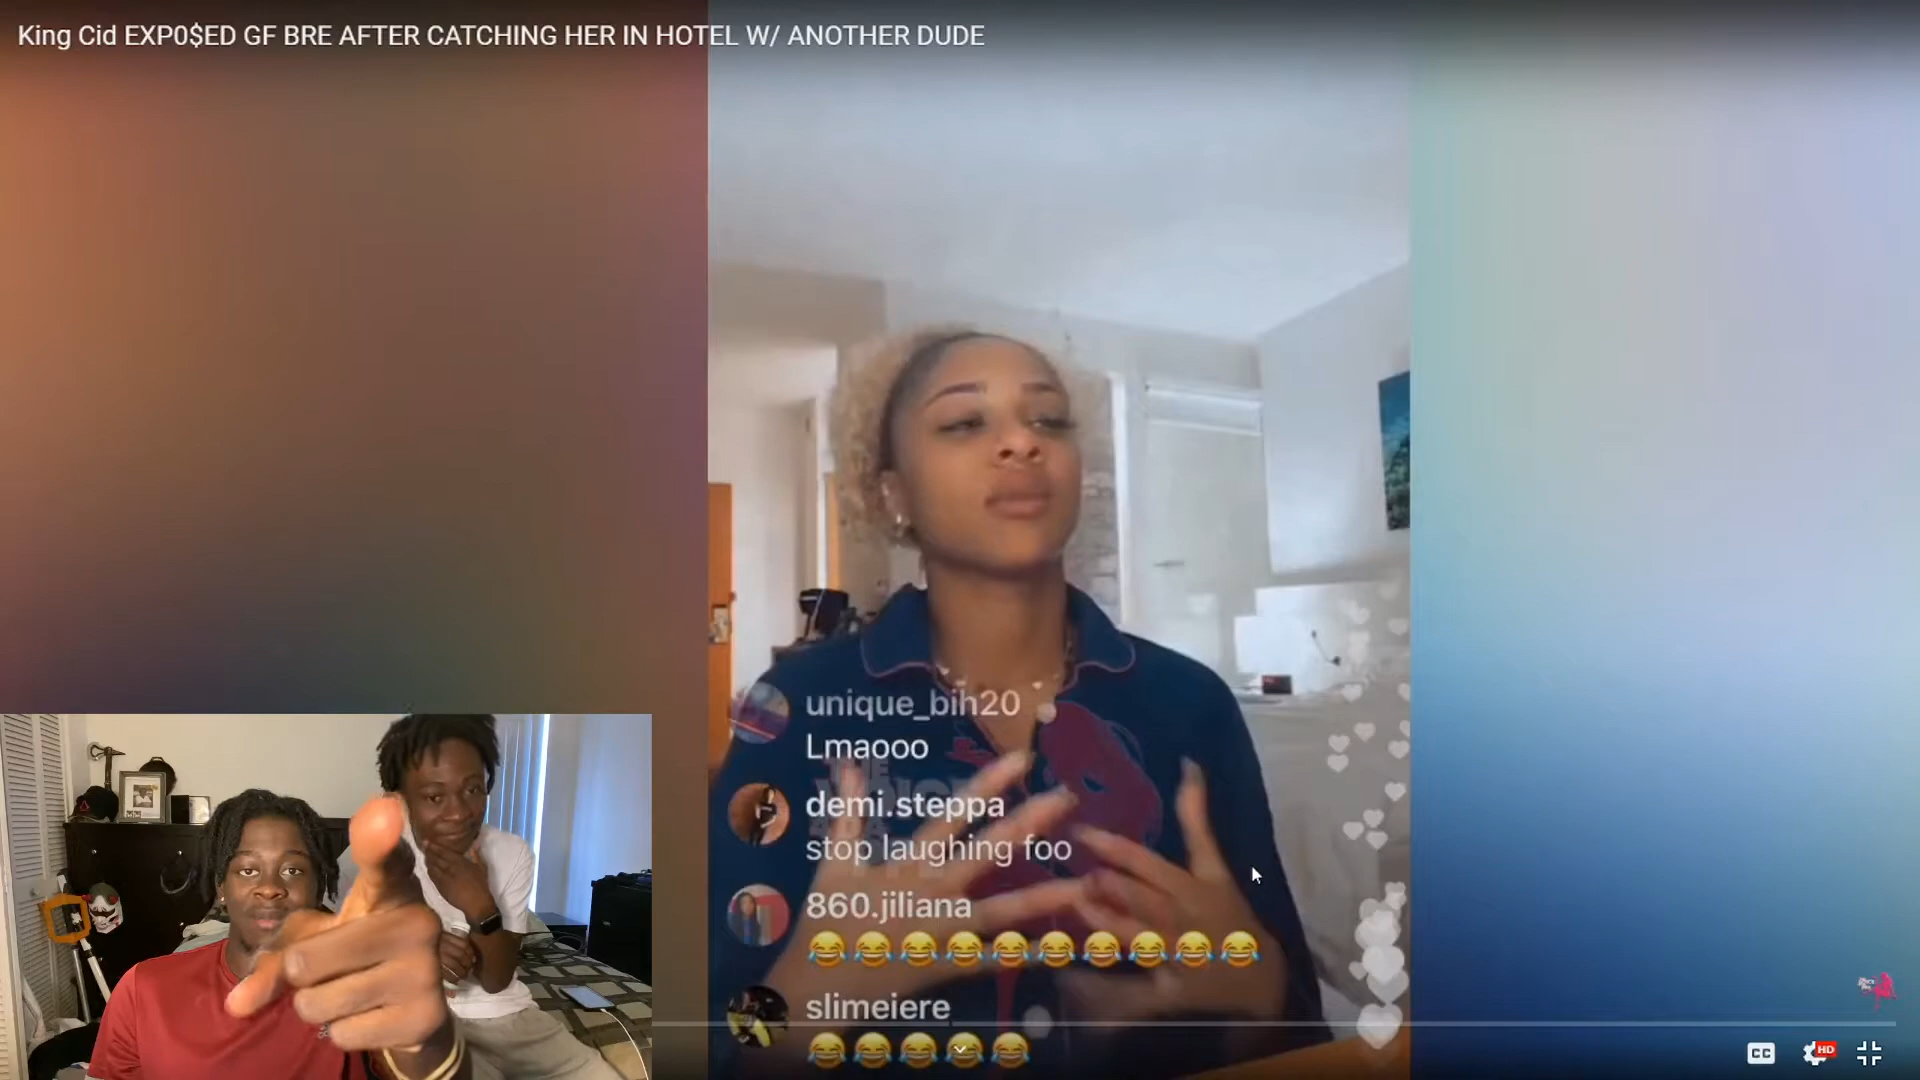 King Cid EXP0$ED GF BRE AFTER CATCHING HER IN HOTEL W/ ANOTHER DUDE
unique_bih20
Lmaooo
demi.steppa
stop laughing foo
860.jiliana
😂😂😂😂😂😂😂😂😂😂
slimeiere
😂😂😂😂😂
CC
HD